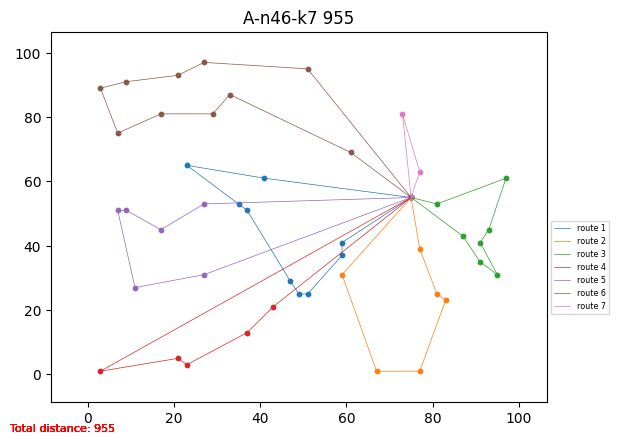 A-n46-k7 955
100
80
60
40
20
0
0 20 40 60 80 100
route 1
route 2
route 3
route 4
route 5
route 6
route 7
Total distance: 955